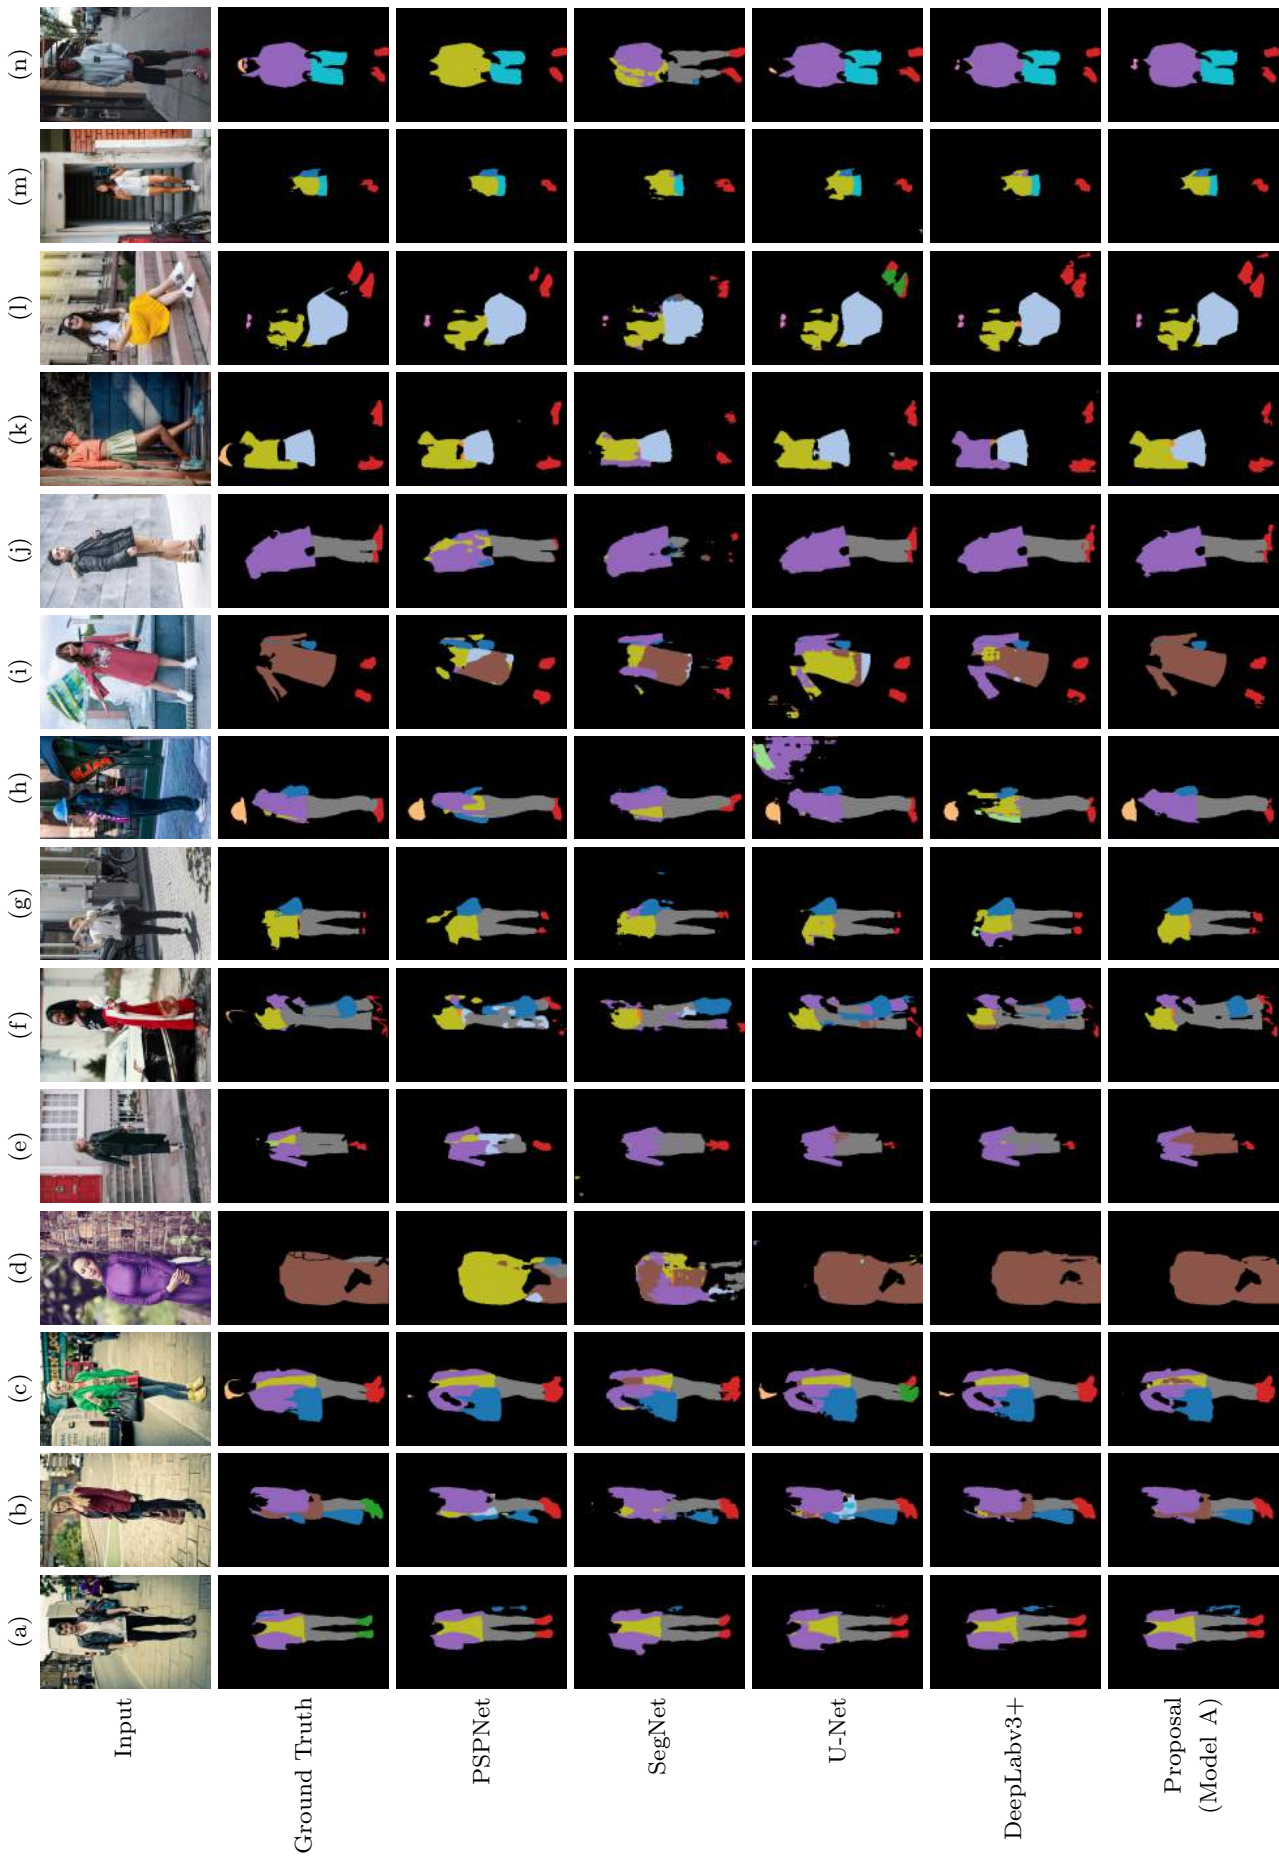 (a)
(b)
(c)
(d)
(e)
(f)
(g)
(h)
(i)
(j)
(k)
(l)
(m)
(n)
Input
Ground Truth
PSPNet
SegNet
U-Net
DeepLabv3+
Proposal
(Model A)